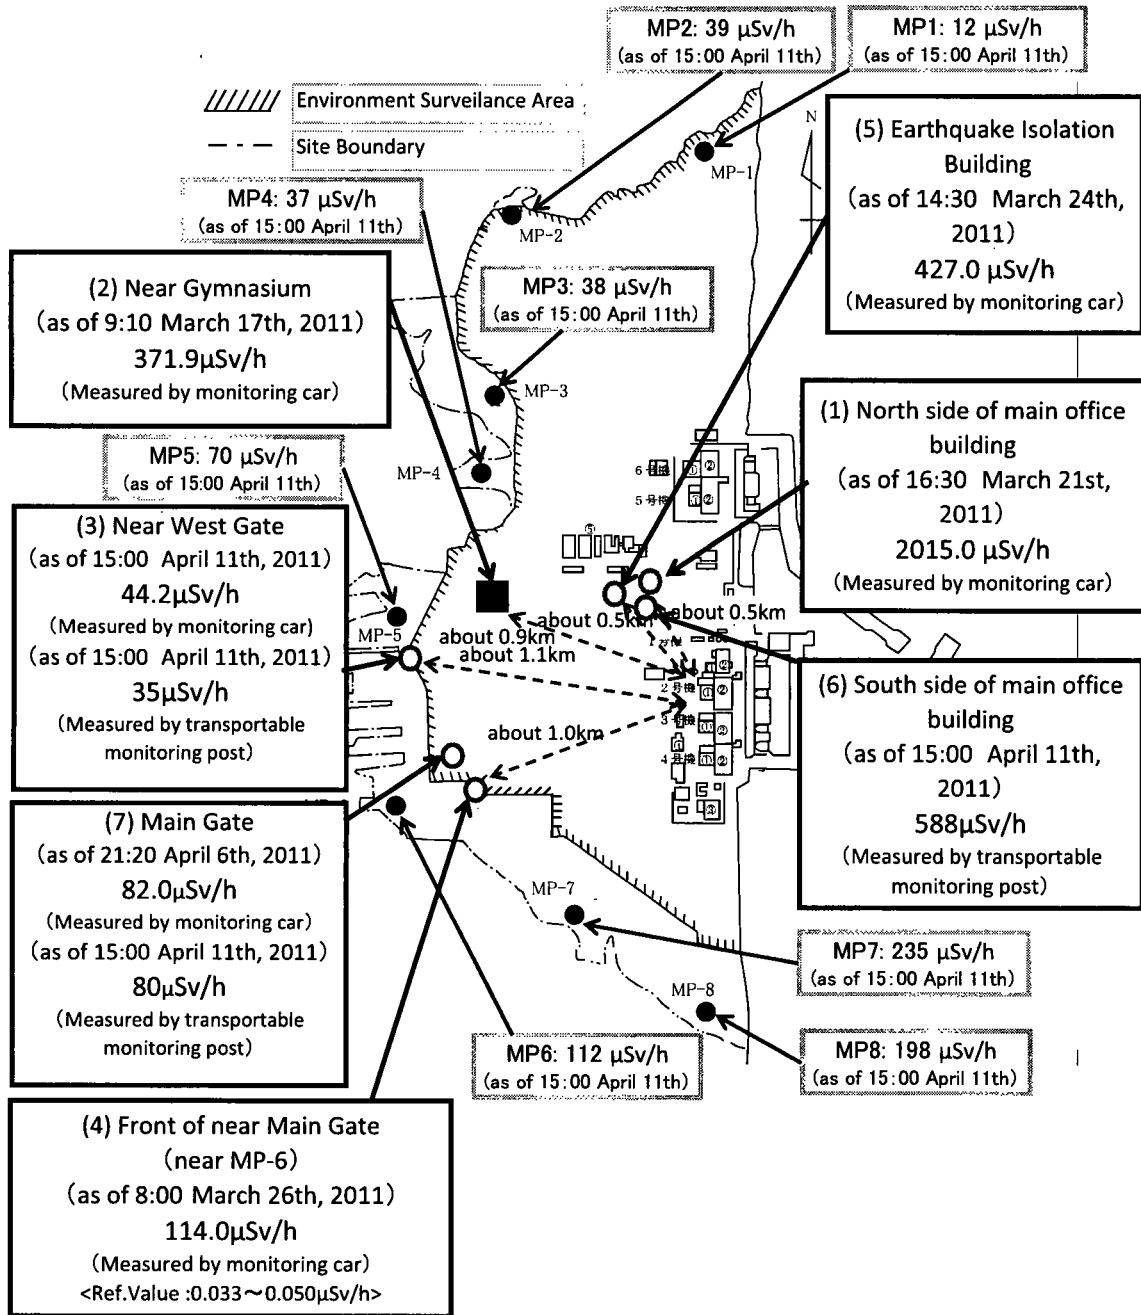 MP2: 39 μSv/h
(as of 15:00 April 11th)
MP1: 12 μSv/h
(as of 15:00 April 11th)
Environment Surveilance Area
Site Boundary
N
MP-1
MP-2
(5) Earthquake Isolation
Building
(as of 14:30 March 24th,
2011)
427.0 μSv/h
(Measured by monitoring car)
MP4: 37 μSv/h
(as of 15:00 April 11th)
(2) Near Gymnasium
(as of 9:10 March 17th, 2011)
371.9μSv/h
(Measured by monitoring car)
MP3: 38 μSv/h
(as of 15:00 April 11th)
MP-3
MP-4
(1) North side of main office
building
(as of 16:30 March 21st,
2011)
2015.0 μSv/h
(Measured by monitoring car)
6号機
①
②
5号機
①
②
⑤
MP5: 70 μSv/h
(as of 15:00 April 11th)
(3) Near West Gate
(as of 15:00 April 11th, 2011)
44.2μSv/h
(Measured by monitoring car)
(as of 15:00 April 11th, 2011)
35μSv/h
(Measured by transportable
monitoring post)
MP-5
about 0.5km
about 0.5km
about 0.9km
about 1.1km
about 1.0km
②
2号機
①
②
3号機
①
②
4号機
①
②
③
(6) South side of main office
building
(as of 15:00 April 11th,
2011)
588μSv/h
(Measured by transportable
monitoring post)
(7) Main Gate
(as of 21:20 April 6th, 2011)
82.0μSv/h
(Measured by monitoring car)
(as of 15:00 April 11th, 2011)
80μSv/h
(Measured by transportable
monitoring post)
MP-7
MP7: 235 μSv/h
(as of 15:00 April 11th)
MP-8
MP6: 112 μSv/h
(as of 15:00 April 11th)
MP8: 198 μSv/h
(as of 15:00 April 11th)
(4) Front of near Main Gate
(near MP-6)
(as of 8:00 March 26th, 2011)
114.0μSv/h
(Measured by monitoring car)
<Ref.Value :0.033～0.050μSv/h>